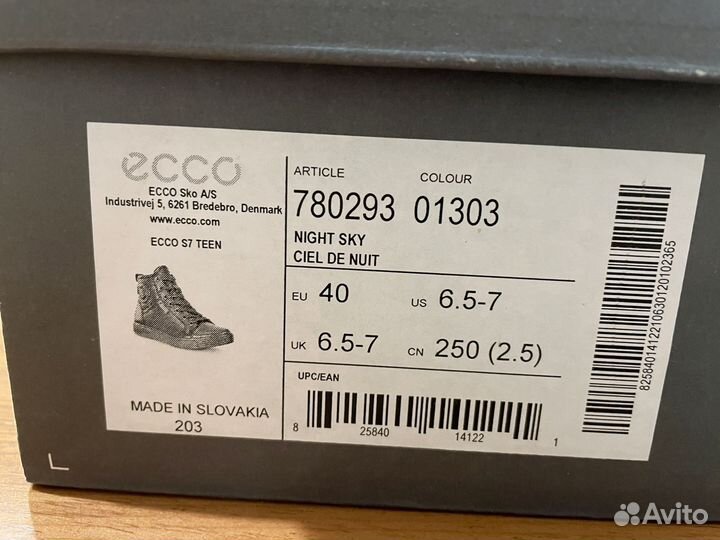 ecco
ECCO Sko A/S
Industrivej 5, 6261 Bredebro, Denmark
www.ecco.com
ECCO S7 TEEN
MADE IN SLOVAKIA
203
ARTICLE COLOUR
780293 01303
NIGHT SKY
CIEL DE NUIT
EU 40 US 6.5-7
UK 6.5-7 CN 250 (2.5)
UPC/EAN
8 25840 14122 1
8258401412210630120102365
Avito